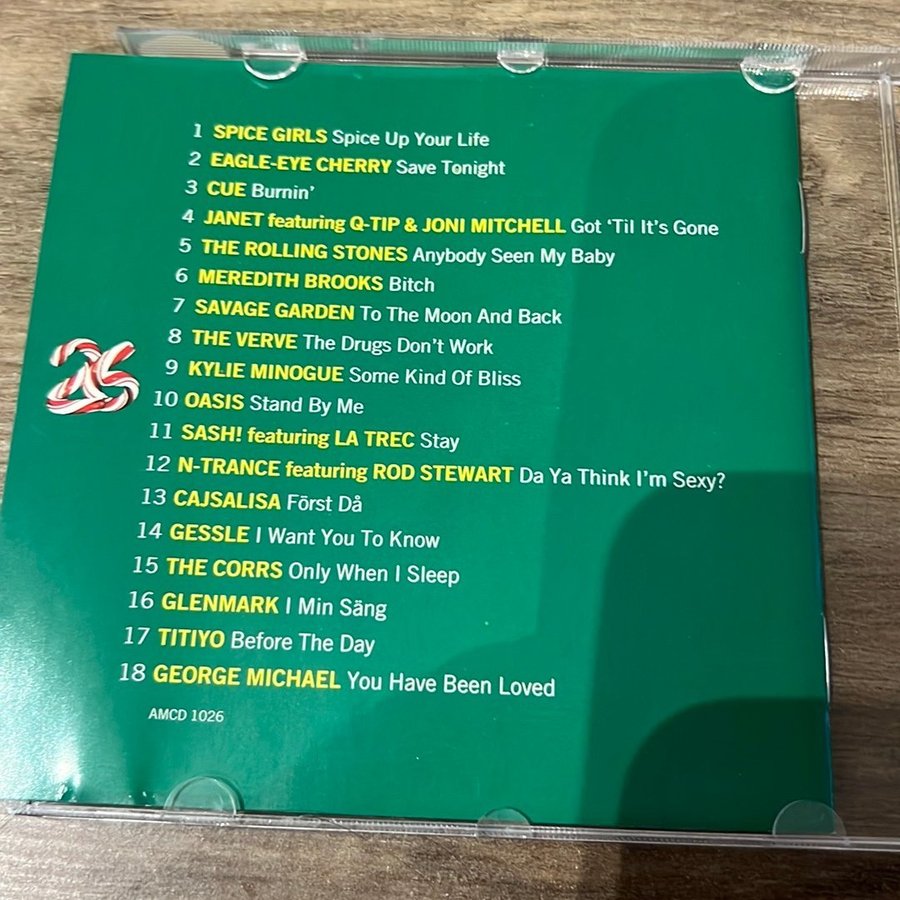 1 SPICE GIRLS Spice Up Your Life
2 EAGLE-EYE CHERRY Save Tonight
3 CUE Burnin'
4 JANET featuring Q-TIP & JONI MITCHELL Got 'Til It's Gone
5 THE ROLLING STONES Anybody Seen My Baby
6 MEREDITH BROOKS Bitch
7 SAVAGE GARDEN To The Moon And Back
8 THE VERVE The Drugs Don't Work
9 KYLIE MINOGUE Some Kind Of Bliss
26
10 OASIS Stand By Me
11 SASH! featuring LA TREC Stay
12 N-TRANCE featuring ROD STEWART Da Ya Think I'm Sexy?
13 CAJSALISA Först Då
14 GESSLE I Want You To Know
15 THE CORRS Only When I Sleep
16 GLENMARK I Min Säng
17 TITIYO Before The Day
18 GEORGE MICHAEL You Have Been Loved
AMCD 1026